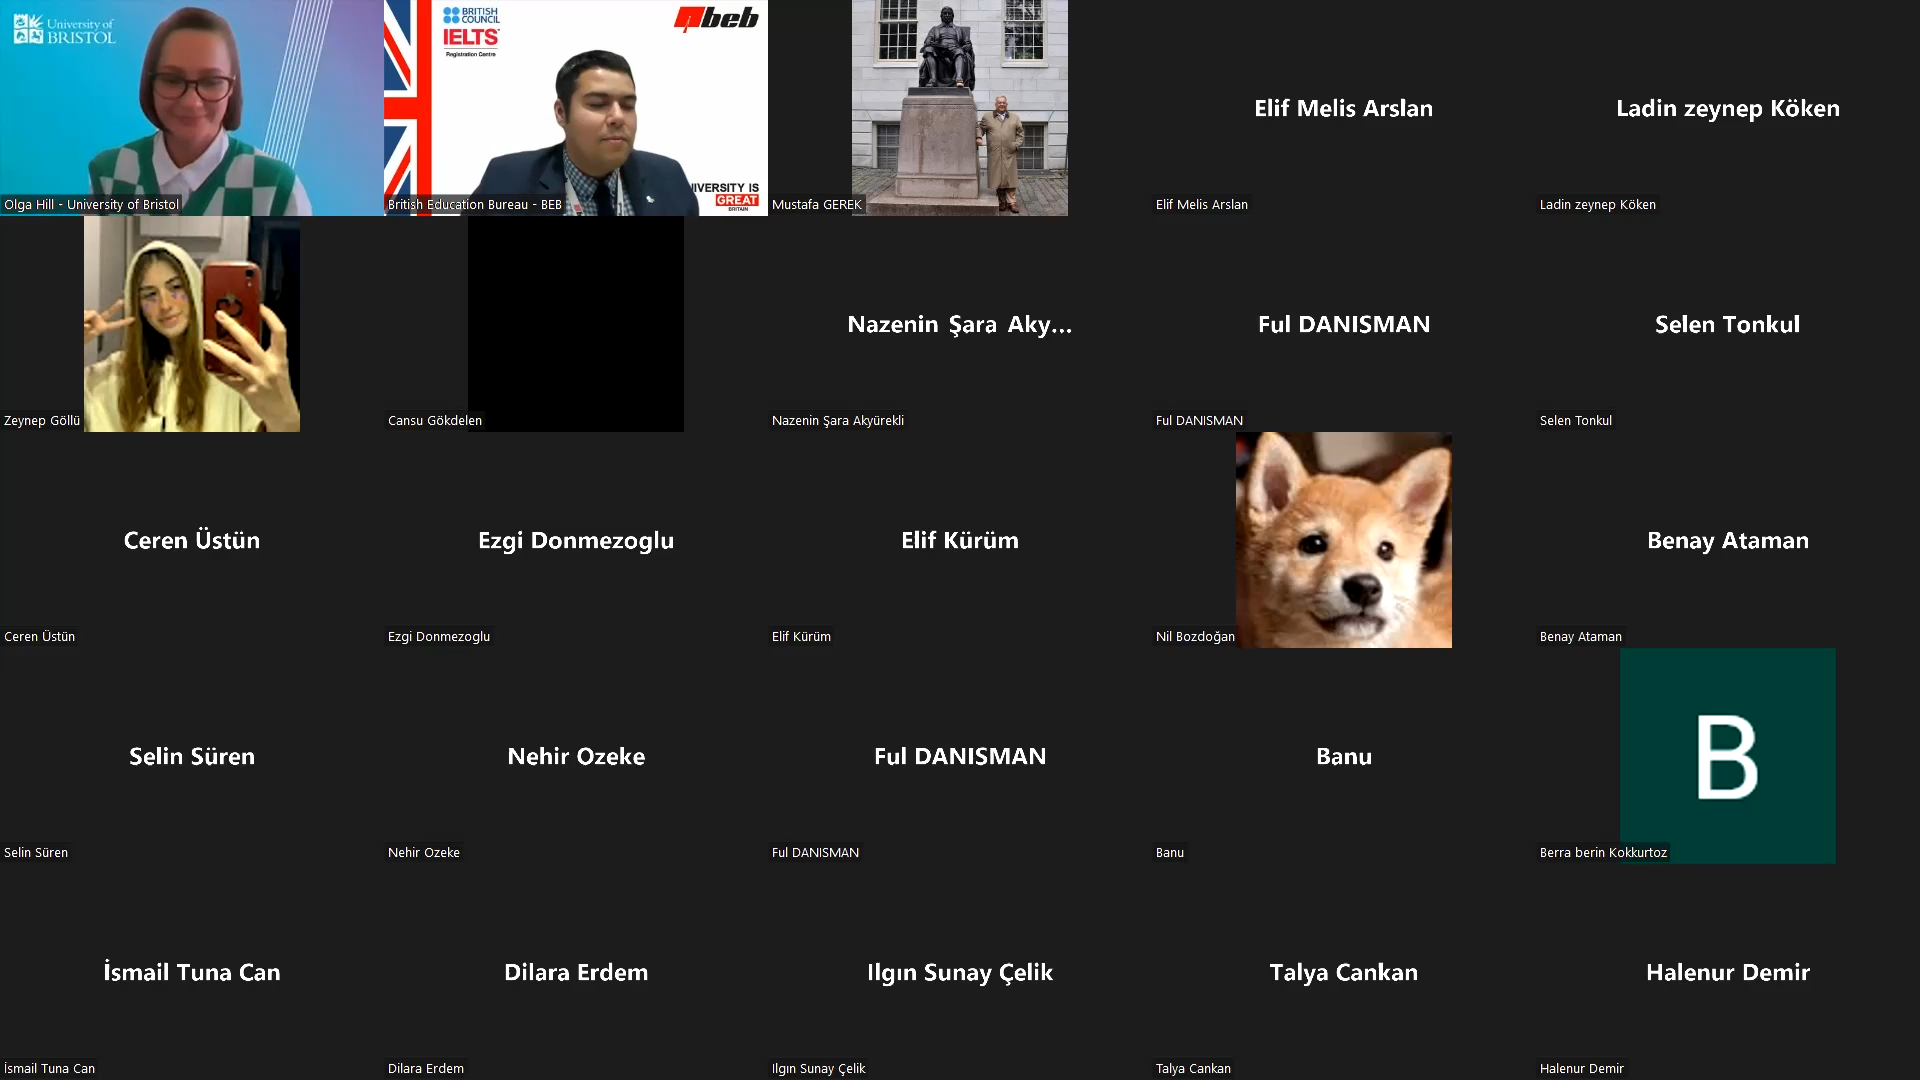 University of
BRISTOL
Olga Hill - University of Bristol
BRITISH
COUNCIL
IELTS
Registration Centre
beb
IVERSITY IS
GREAT
BRITAIN
British Education Bureau - BEB
Mustafa GEREK
Elif Melis Arslan
Elif Melis Arslan
Ladin zeynep Köken
Ladin zeynep Köken
Zeynep Göllü
Cansu Gökdelen
Nazenin Şara Aky...
Nazenin Şara Akyürekli
Ful DANISMAN
Ful DANISMAN
Selen Tonkul
Selen Tonkul
Ceren Üstün
Ceren Üstün
Ezgi Donmezoglu
Ezgi Donmezoglu
Elif Kürüm
Elif Kürüm
Nil Bozdoğan
Benay Ataman
Benay Ataman
Selin Süren
Selin Süren
Nehir Ozeke
Nehir Ozeke
Ful DANISMAN
Ful DANISMAN
Banu
Banu
B
Berra berin Kokkurtoz
İsmail Tuna Can
İsmail Tuna Can
Dilara Erdem
Dilara Erdem
Ilgın Sunay Çelik
Ilgın Sunay Çelik
Talya Cankan
Talya Cankan
Halenur Demir
Halenur Demir